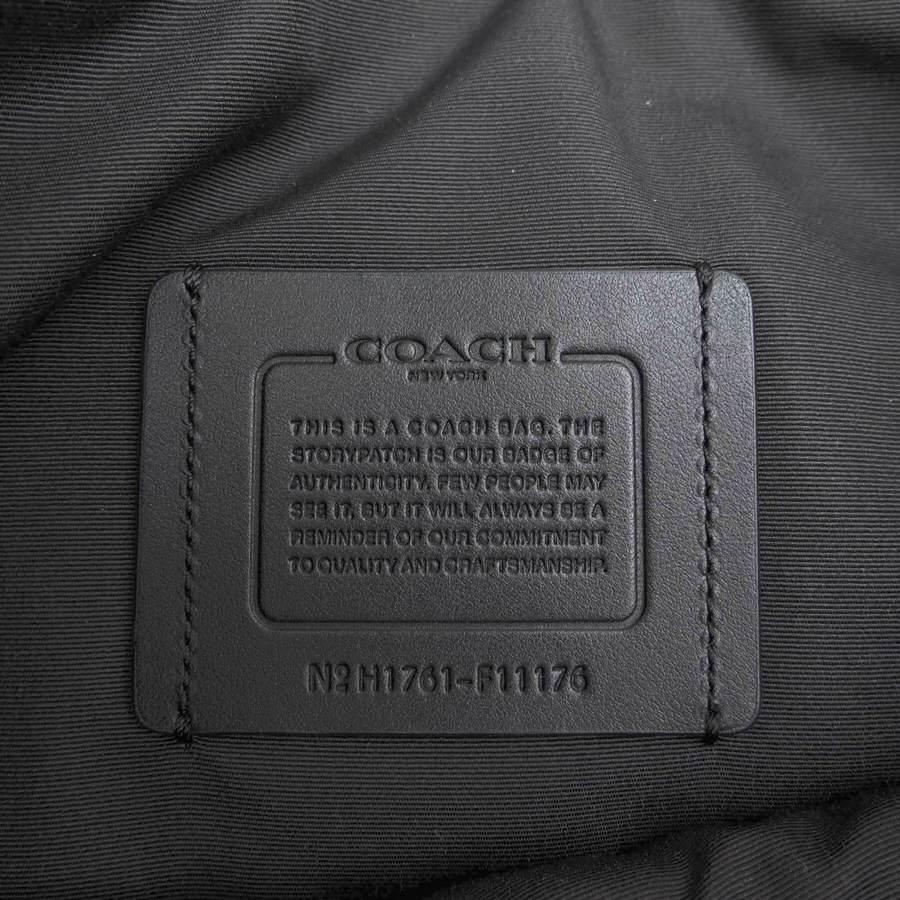 COACH
NEW YORK
THIS IS A COACH BAG. THE
STORYPATCH IS OUR BADGE OF
AUTHENTICITY. FEW PEOPLE MAY
SEE IT, BUT IT WILL ALWAYS BE A
REMINDER OF OUR COMMITMENT
TO QUALITY AND CRAFTSMANSHIP.
Nº H1761-F11176